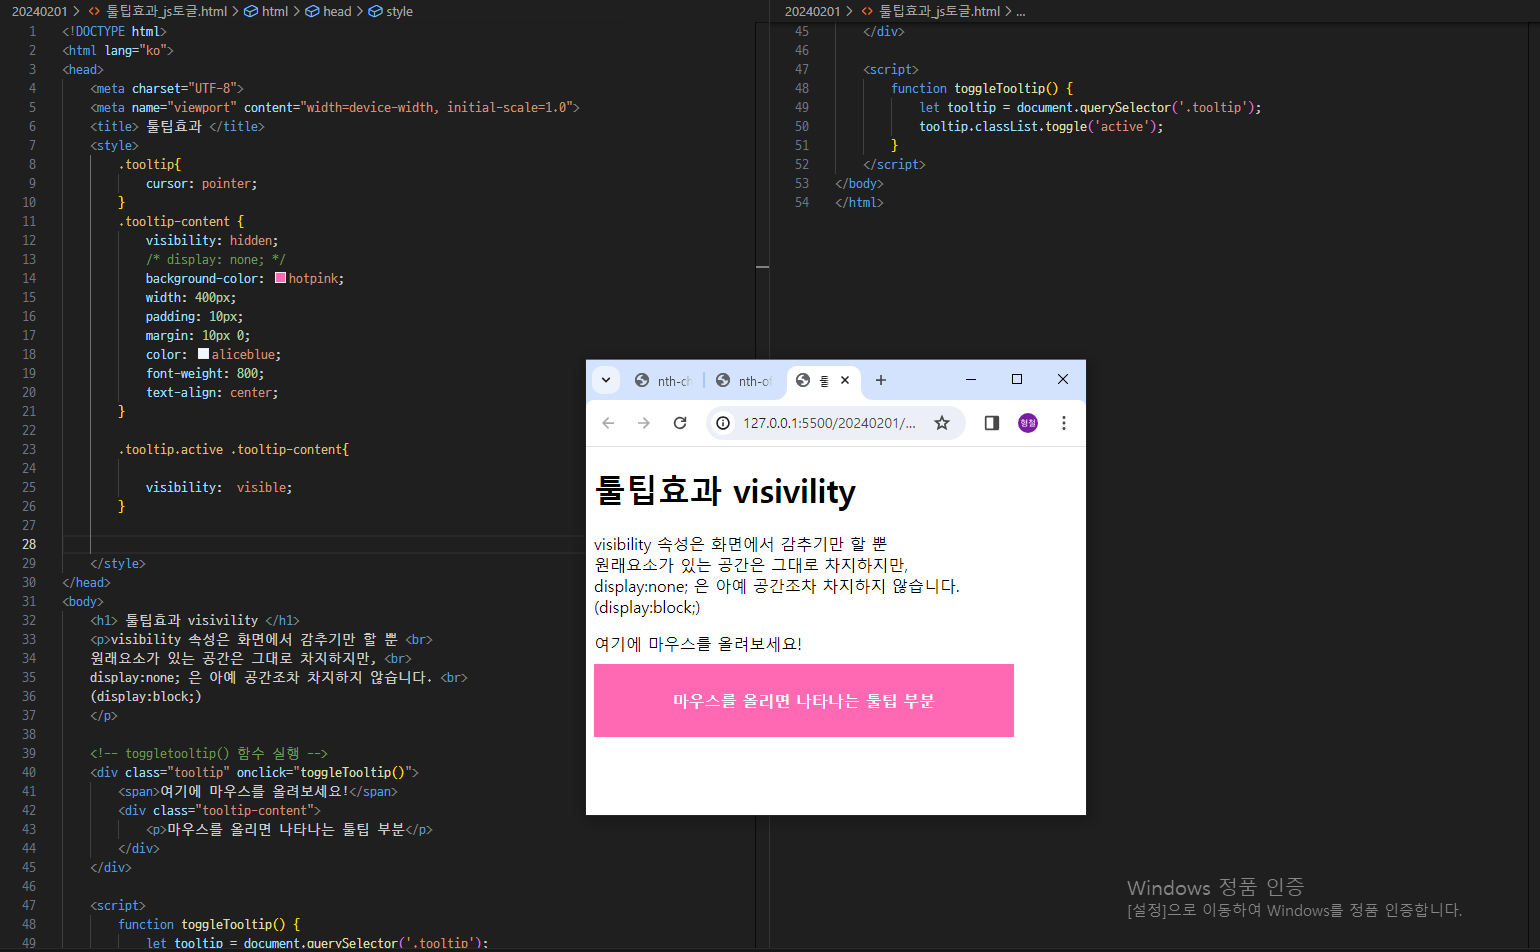 20240201 > <> 툴팁효과_js토글.html > html > head > style
1 <!DOCTYPE html>
2 <html lang="ko">
3 <head>
4 <meta charset="UTF-8">
5 <meta name="viewport" content="width=device-width, initial-scale=1.0">
6 <title> 툴팁효과 </title>
7 <style>
8 .tooltip{
9 cursor: pointer;
10 }
11 .tooltip-content {
12 visibility: hidden;
13 /* display: none; */
14 background-color: hotpink;
15 width: 400px;
16 padding: 10px;
17 margin: 10px 0;
18 color: aliceblue;
19 font-weight: 800;
20 text-align: center;
21 }
22
23 .tooltip.active .tooltip-content{
24
25 visibility:  visible;
26 }
27
28
29 </style>
30 </head>
31 <body>
32 <h1> 툴팁효과 visivility </h1>
33 <p>visibility 속성은 화면에서 감추기만 할 뿐 <br>
34 원래요소가 있는 공간은 그대로 차지하지만, <br>
35 display:none; 은 아예 공간조차 차지하지 않습니다. <br>
36 (display:block;)
37 </p>
38
39 <!-- toggletooltip() 함수 실행 -->
40 <div class="tooltip" onclick="toggleTooltip()">
41 <span>여기에 마우스를 올려보세요!</span>
42 <div class="tooltip-content">
43 <p>마우스를 올리면 나타나는 툴팁 부분</p>
44 </div>
45 </div>
46
47 <script>
48 function toggleTooltip() {
49 let tooltip = document.querySelector('.tooltip');
20240201 > <> 툴팁효과_js토글.html > ...
45 </div>
46
47 <script>
48 function toggleTooltip() {
49 let tooltip = document.querySelector('.tooltip');
50 tooltip.classList.toggle('active');
51 }
52 </script>
53 </body>
54 </html>
nth-ch nth-of 툴
127.0.0.1:5500/20240201/...
형철
툴팁효과 visivility
visibility 속성은 화면에서 감추기만 할 뿐
원래요소가 있는 공간은 그대로 차지하지만,
display:none; 은 아예 공간조차 차지하지 않습니다.
(display:block;)
여기에 마우스를 올려보세요!
마우스를 올리면 나타나는 툴팁 부분
Windows 정품 인증
[설정]으로 이동하여 Windows를 정품 인증합니다.